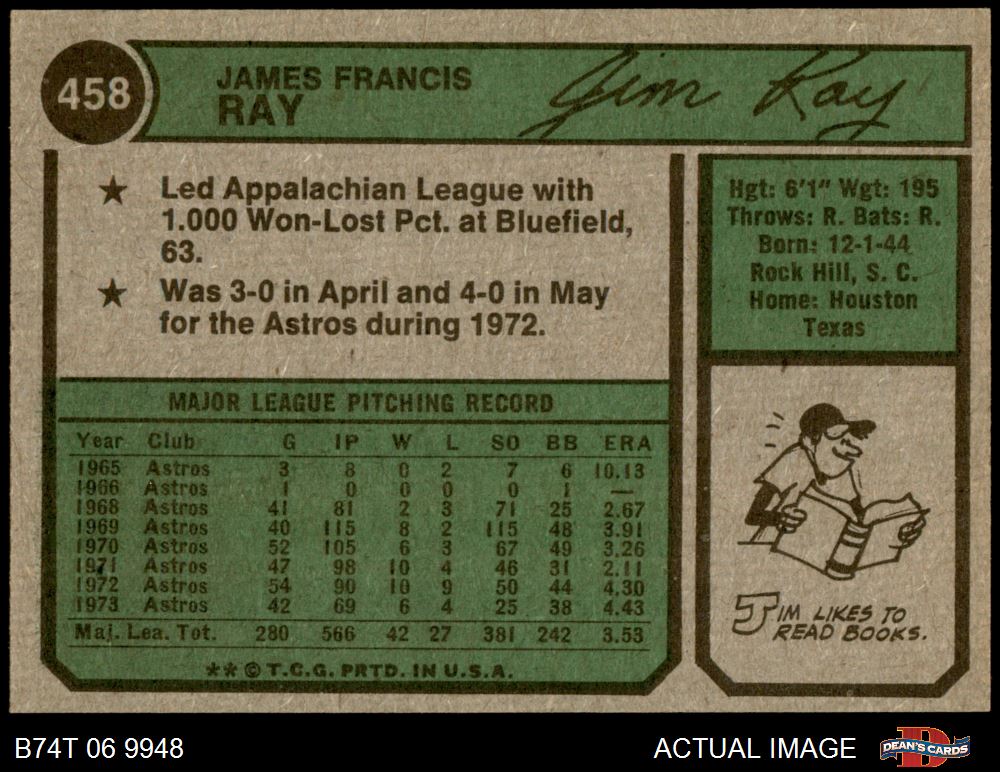 458
JAMES FRANCIS
RAY
Jim Ray
★ Led Appalachian League with
1.000 Won-Lost Pct. at Bluefield,
63.
★ Was 3-0 in April and 4-0 in May
for the Astros during 1972.
Hgt: 6'1" Wgt: 195
Throws: R. Bats: R.
Born: 12-1-44
Rock Hill, S. C.
Home: Houston
Texas
MAJOR LEAGUE PITCHING RECORD
Year Club G IP W L SO BB ERA
1965 Astros 3 8 0 2 7 6 10.13
1966 Astros 1 0 0 0 0 1 —
1968 Astros 41 81 2 3 71 25 2.67
1969 Astros 40 115 8 2 115 48 3.91
1970 Astros 52 105 6 3 67 49 3.26
1971 Astros 47 98 10 4 46 31 2.11
1972 Astros 54 90 10 9 50 44 4.30
1973 Astros 42 69 6 4 25 38 4.43
Maj. Lea. Tot. 280 566 42 27 381 242 3.53
**©T.C.G. PRTD. IN U.S.A.
JIM LIKES TO
READ BOOKS.
B74T 06 9948
ACTUAL IMAGE
D
DEAN'S CARDS